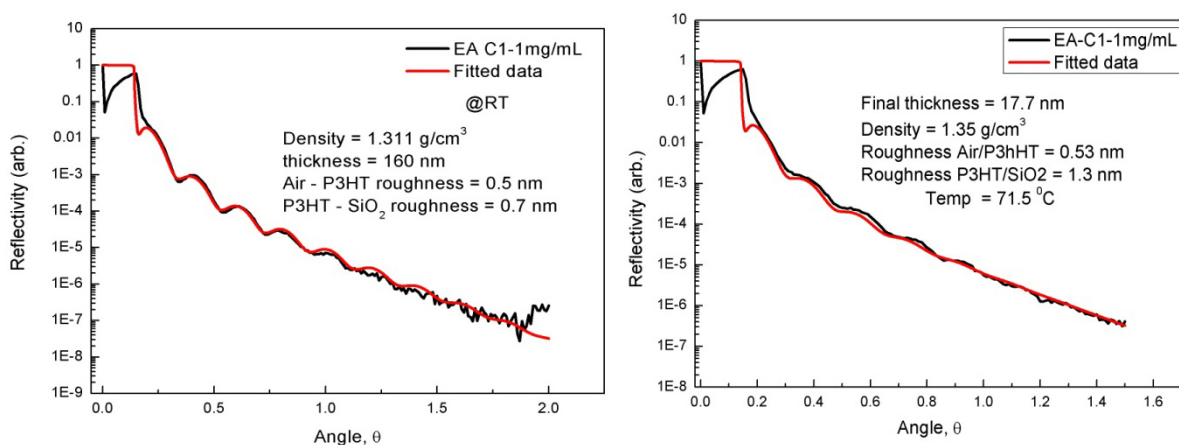 EA C1-1mg/mL
Fitted data
@RT
Density = 1.311 g/cm³
thickness = 160 nm
Air - P3HT roughness = 0.5 nm
P3HT - SiO₂ roughness = 0.7 nm
Reflectivity (arb.)
1
0.1
0.01
1E-3
1E-4
1E-5
1E-6
1E-7
1E-8
1E-9
0.0 0.5 1.0 1.5 2.0
Angle, θ
EA-C1-1mg/mL
Fitted data
Final thickness = 17.7 nm
Density = 1.35 g/cm³
Roughness Air/P3hHT = 0.53 nm
Roughness P3HT/SiO2 = 1.3 nm
Temp = 71.5 ⁰C
Reflectivity (arb.)
1
0.1
0.01
1E-3
1E-4
1E-5
1E-6
1E-7
1E-8
0.0 0.2 0.4 0.6 0.8 1.0 1.2 1.4 1.6
Angle, θ